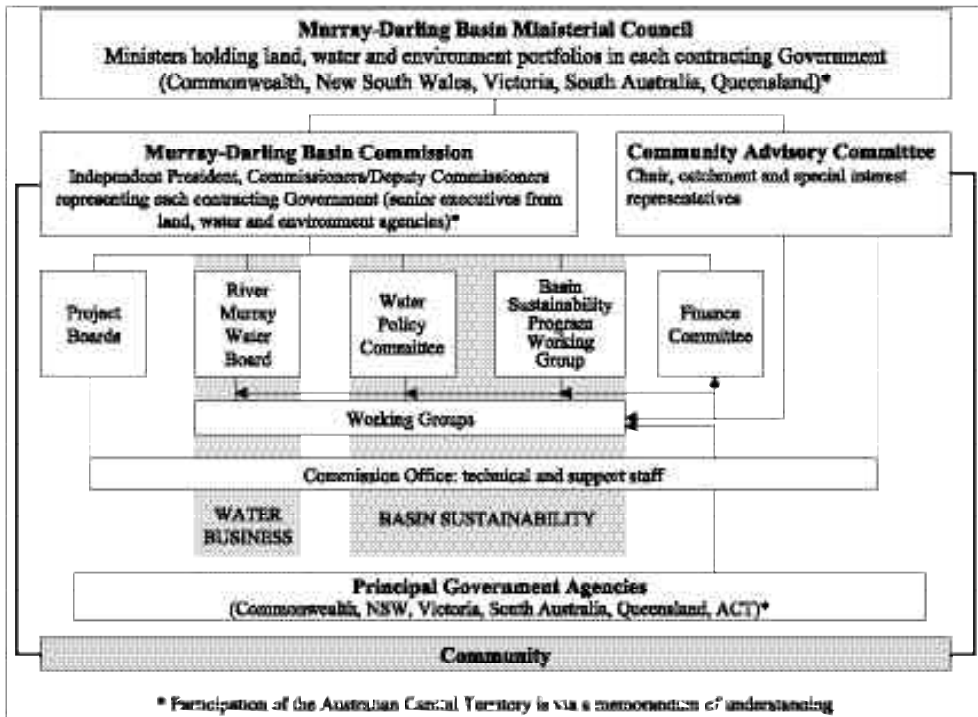 Murray-Darling Basin Ministerial Council
Ministers holding land, water and environment portfolios in each contracting Government
(Commonwealth, New South Wales, Victoria, South Australia, Queensland)*
Murray-Darling Basin Commission
Independent President, Commissioners/Deputy Commissioners
representing each contracting Government (senior executives from
land, water and environment agencies)*
Community Advisory Committee
Chair, catchment and special interest
representatives
Project
Boards
River
Murray
Water
Board
Water
Policy
Committee
Basin
Sustainability
Program
Working
Group
Finance
Committee
Working Groups
Commission Office: technical and support staff
WATER
BUSINESS
BASIN SUSTAINABILITY
Principal Government Agencies
(Commonwealth, NSW, Victoria, South Australia, Queensland, ACT)*
Community
* Participation of the Australian Capital Territory is via a memorandum of understanding